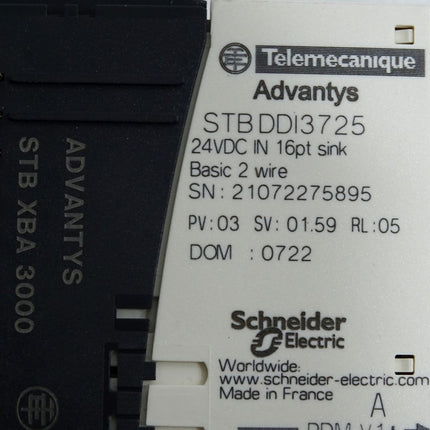 ADVANTYS
STB XBA 3000
Telemecanique
Advantys
STB DDI3725
24VDC IN 16pt sink
Basic 2 wire
SN: 21072275895
PV:03 SV: 01.59 RL:05
DOM : 0722
Schneider
Electric
Worldwide:
www.schneider-electric.com
Made in France
A